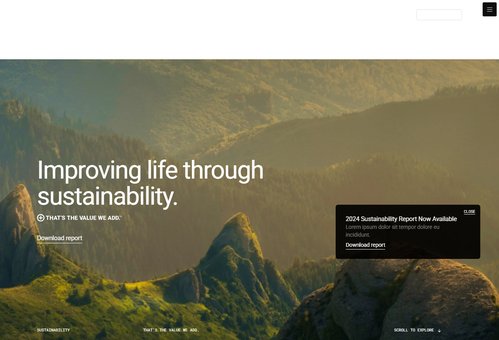 Improving life through
sustainability.
THAT'S THE VALUE WE ADD.™
Download report
CLOSE
2024 Sustainability Report Now Available
Lorem ipsum dolor sit tempor dolore eu
incididunt
Download report
SUSTAINABILITY
THAT'S THE VALUE WE ADD.
SCROLL TO EXPLORE